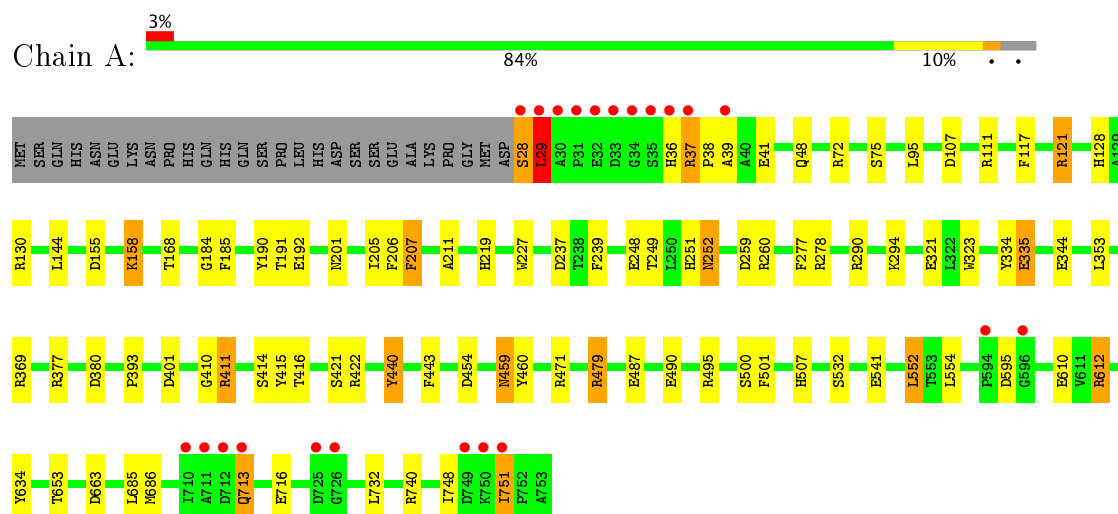 3%
Chain A:
84% 10% • •
MET SER GLN HIS ASN GLU LYS ASN PRO HIS GLN HIS GLN SER PRO LEU HIS ASP SER SER GLU ALA LYS PRO GLY MET ASP S28 L29 A30 P31 E32 D33 G34 S35 H36 R37 P38 A39 A40 E41 Q48 R72 S75 L95 D107 R111 F117 R121 H128 A129
R130 L144 D155 K158 T168 G184 F185 Y190 T191 E192 N201 I205 F206 F207 A211 H219 W227 D237 T238 F239 E248 T249 L250 H251 N252 D259 R260 F277 R278 R290 K294 E321 L322 W323 Y334 E335 E344 L353
R369 R377 D380 P393 D401 G410 R411 S414 Y415 T416 S421 R422 Y440 F443 D454 N459 Y460 R471 R479 E487 E490 R495 S500 F501 H507 S532 E541 L552 T553 L554 P594 D595 G596 E610 V611 R612
Y634 T653 D663 L685 M686 I710 A711 D712 Q713 E716 D725 G726 L732 R740 I748 D749 K750 I751 P752 A753